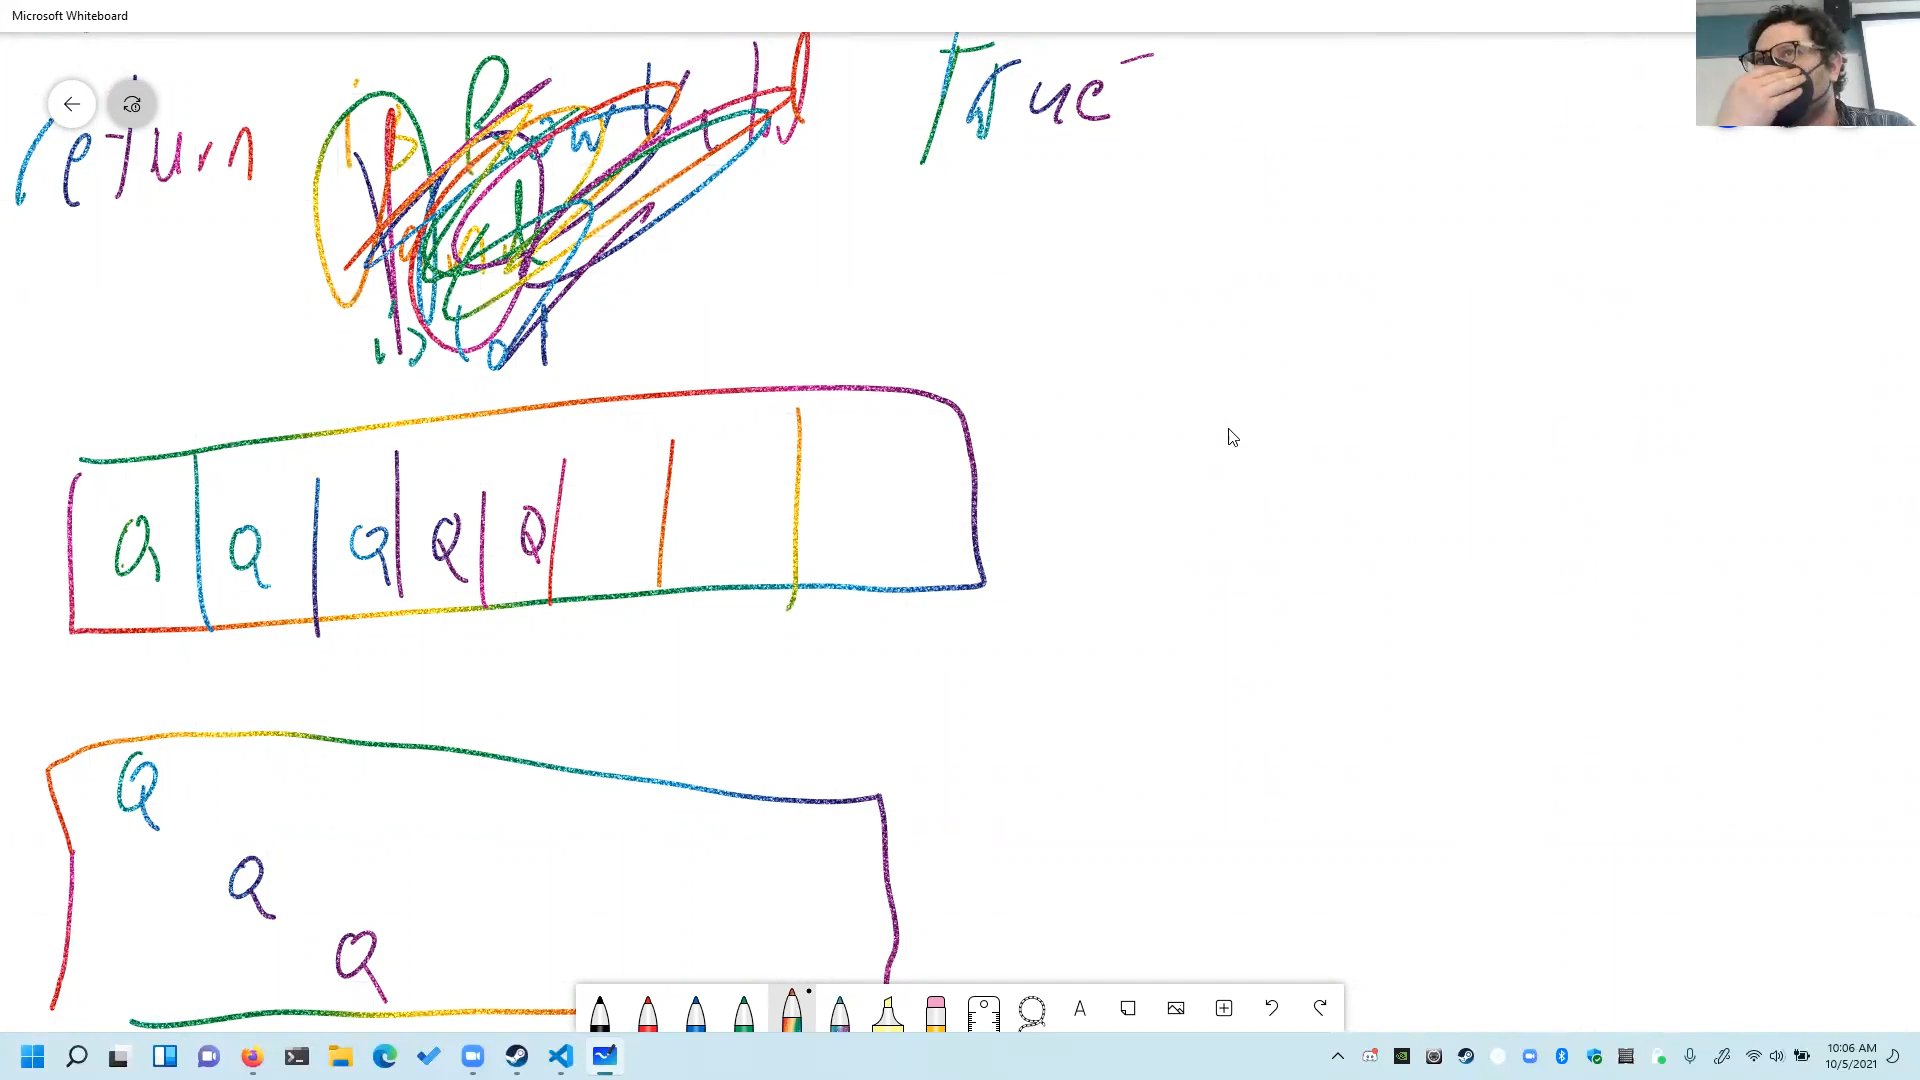 Microsoft Whiteboard
return
true
Q Q Q Q Q
Q
Q
Q
A
10:06 AM
10/5/2021